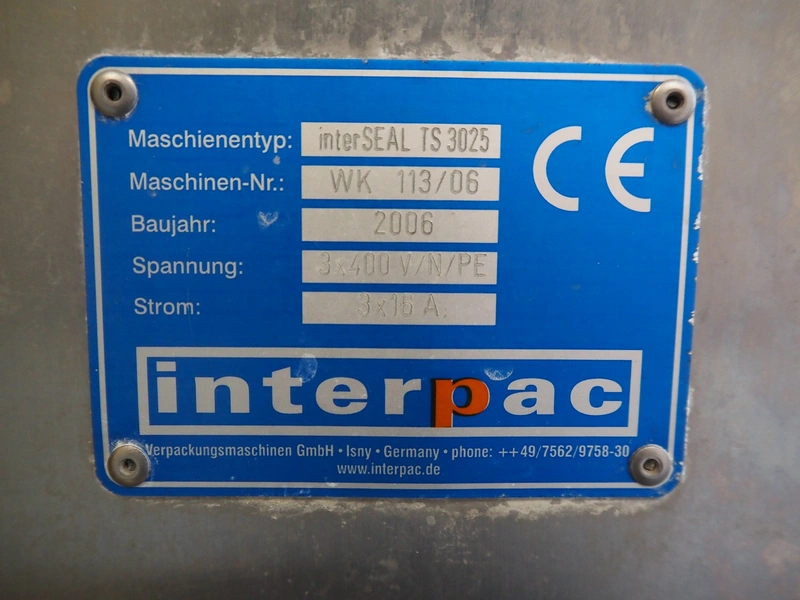 Maschienentyp: interSEAL TS 3025
Maschinen-Nr.: WK 113/06
Baujahr: 2006
Spannung: 3x400 V/N/PE
Strom: 3x16 A.
CE
interpac
Verpackungsmaschinen GmbH • Isny • Germany • phone: ++49/7562/9758-30
www.interpac.de